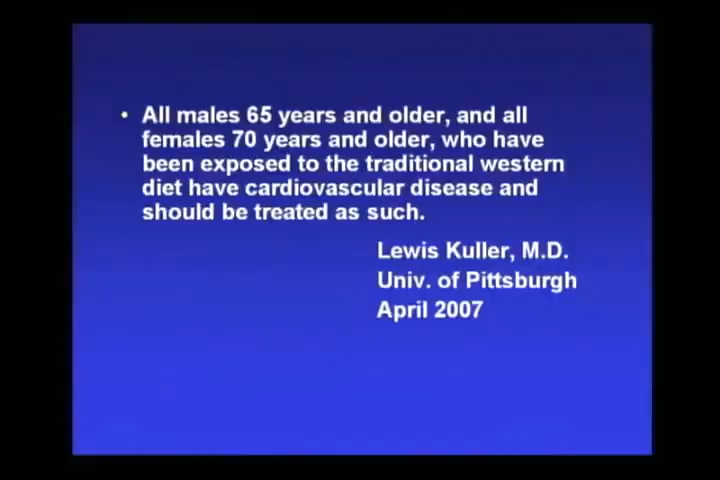 • All males 65 years and older, and all
females 70 years and older, who have
been exposed to the traditional western
diet have cardiovascular disease and
should be treated as such.
Lewis Kuller, M.D.
Univ. of Pittsburgh
April 2007